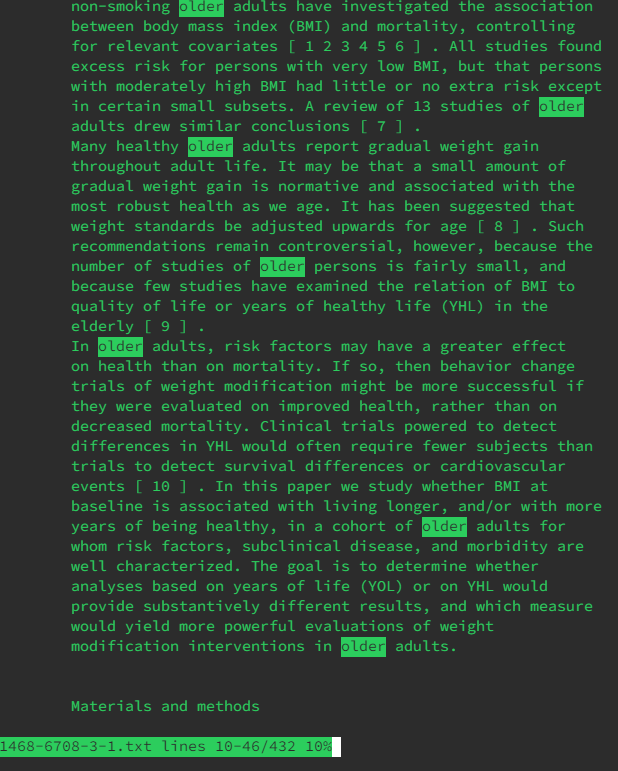 non-smoking older adults have investigated the association
between body mass index (BMI) and mortality, controlling
for relevant covariates [ 1 2 3 4 5 6 ] . All studies found
excess risk for persons with very low BMI, but that persons
with moderately high BMI had little or no extra risk except
in certain small subsets. A review of 13 studies of older
adults drew similar conclusions [ 7 ] .
Many healthy older adults report gradual weight gain
throughout adult life. It may be that a small amount of
gradual weight gain is normative and associated with the
most robust health as we age. It has been suggested that
weight standards be adjusted upwards for age [ 8 ] . Such
recommendations remain controversial, however, because the
number of studies of older persons is fairly small, and
because few studies have examined the relation of BMI to
quality of life or years of healthy life (YHL) in the
elderly [ 9 ] .
In older adults, risk factors may have a greater effect
on health than on mortality. If so, then behavior change
trials of weight modification might be more successful if
they were evaluated on improved health, rather than on
decreased mortality. Clinical trials powered to detect
differences in YHL would often require fewer subjects than
trials to detect survival differences or cardiovascular
events [ 10 ] . In this paper we study whether BMI at
baseline is associated with living longer, and/or with more
years of being healthy, in a cohort of older adults for
whom risk factors, subclinical disease, and morbidity are
well characterized. The goal is to determine whether
analyses based on years of life (YOL) or on YHL would
provide substantively different results, and which measure
would yield more powerful evaluations of weight
modification interventions in older adults.
Materials and methods
1468-6708-3-1.txt lines 10-46/432 10%